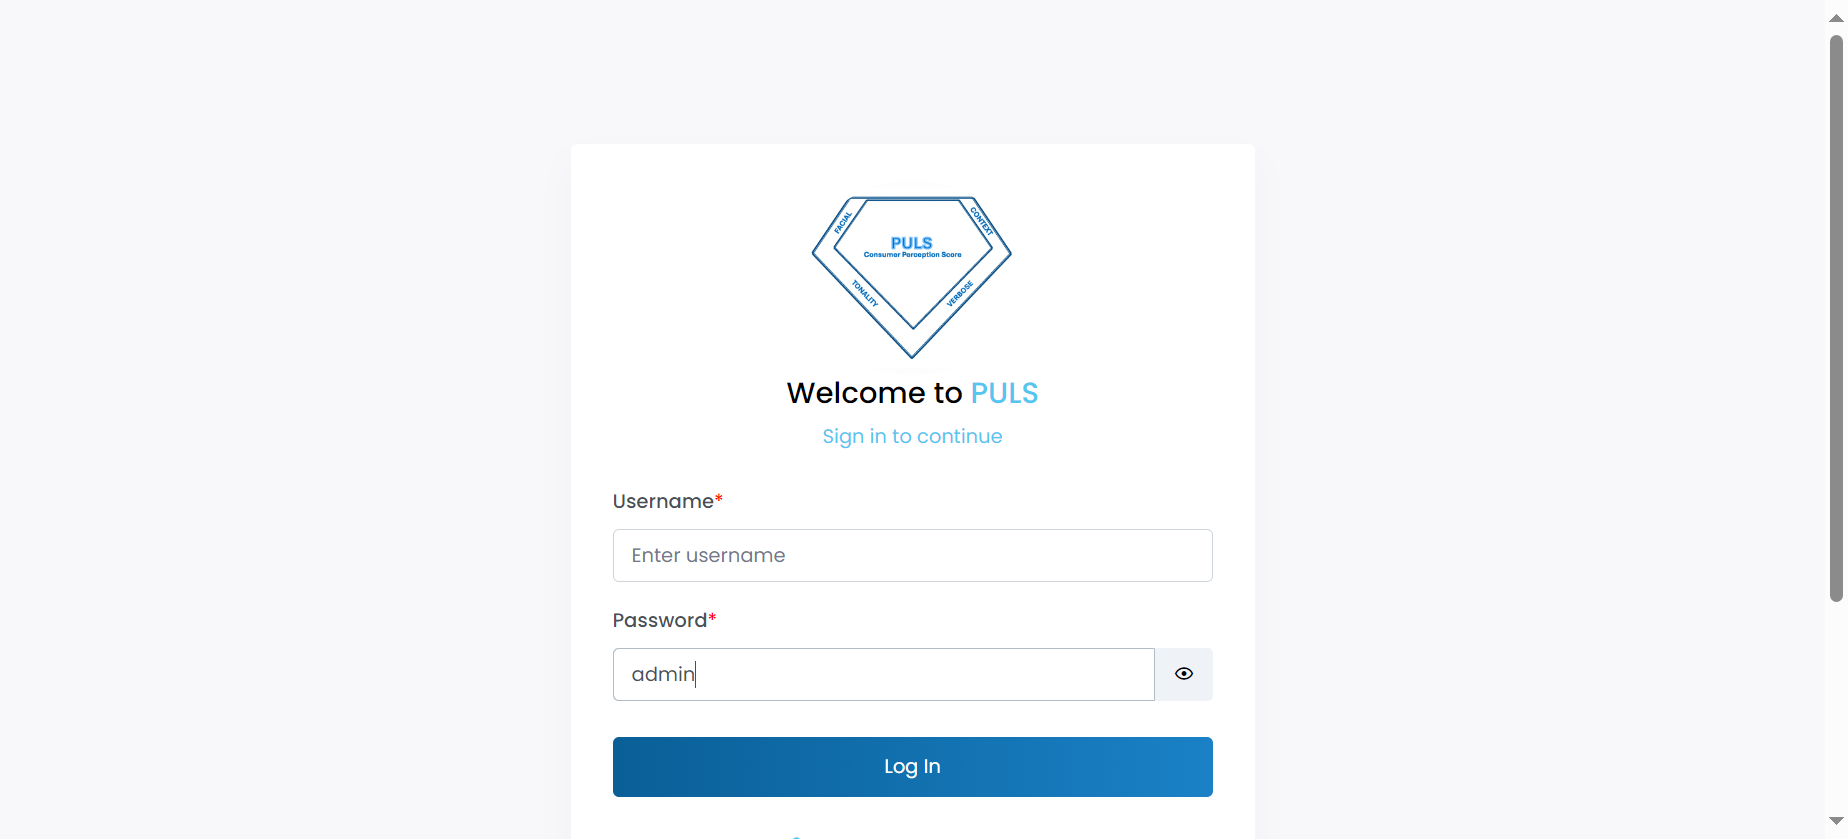 FACIAL
CONTEXT
PULS
Consumer Perception Score
TONALITY
VERBOSE
Welcome to PULS
Sign in to continue
Username*
Enter username
Password*
admin
Log In